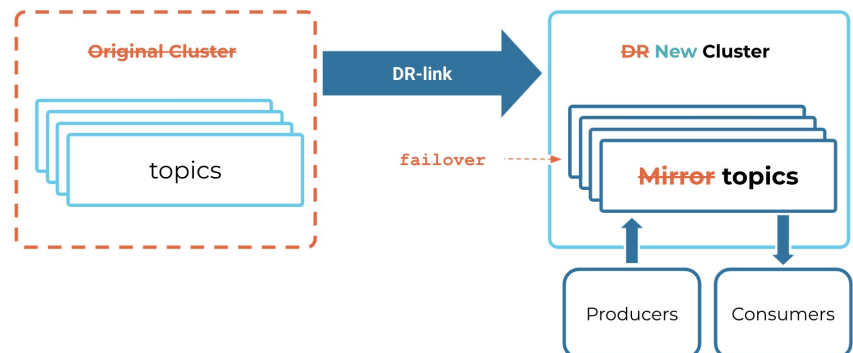 Original Cluster
DR-link
DR New Cluster
topics
failover
Mirror topics
Producers
Consumers